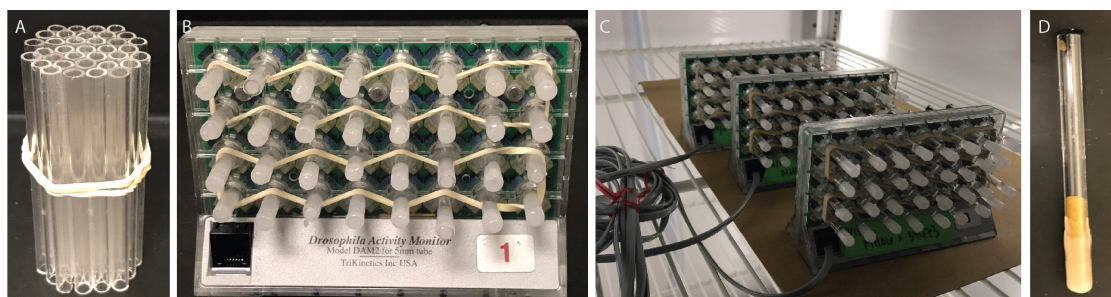 A
B
C
D
Drosophila Activity Monitor
Model DAM2 for 5mm tube
TriKinetics Inc USA
1